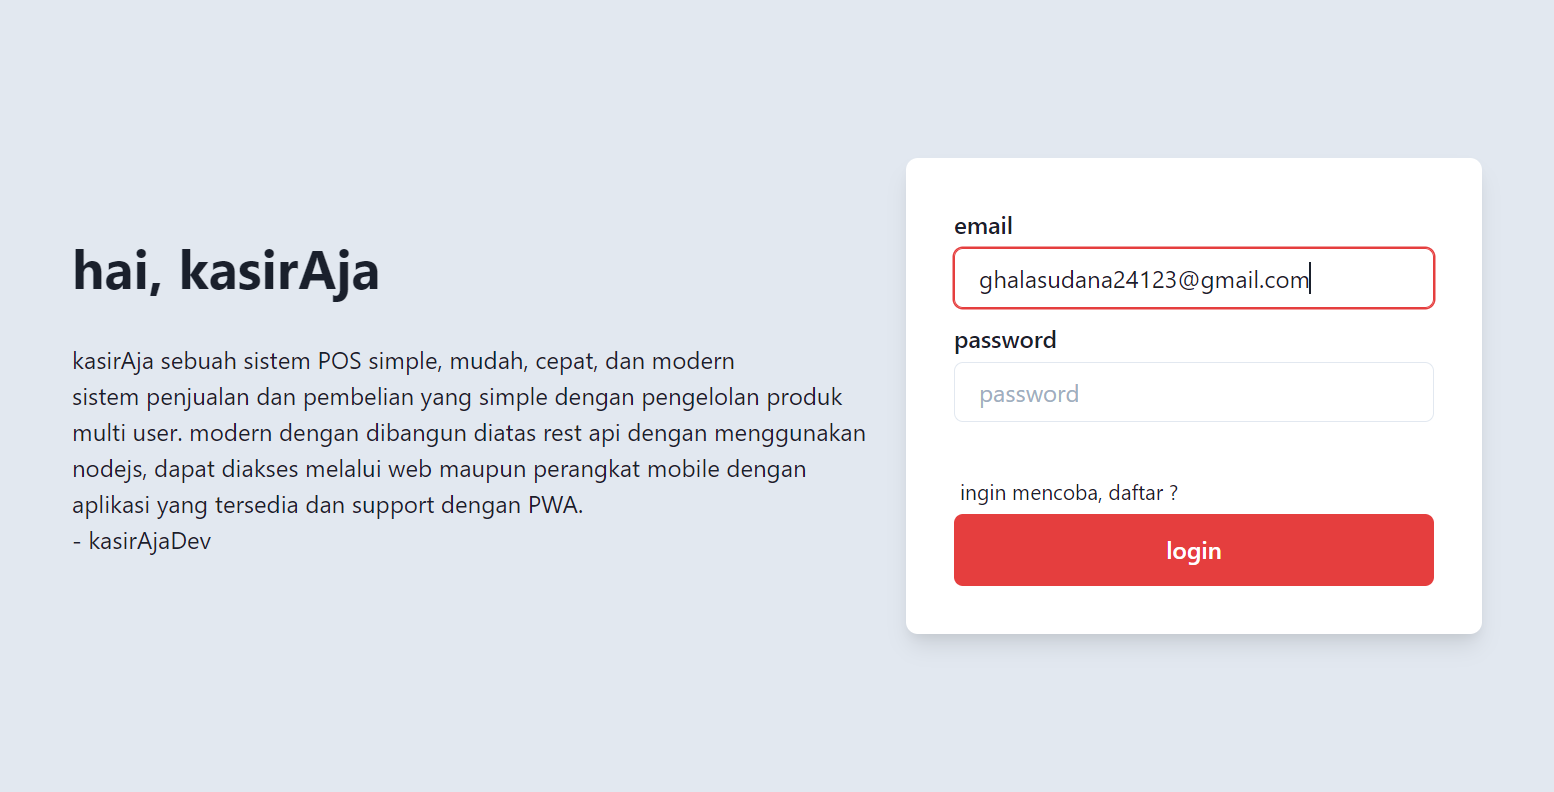 hai, kasirAja
kasirAja sebuah sistem POS simple, mudah, cepat, dan modern
sistem penjualan dan pembelian yang simple dengan pengelolan produk
multi user. modern dengan dibangun diatas rest api dengan menggunakan
nodejs, dapat diakses melalui web maupun perangkat mobile dengan
aplikasi yang tersedia dan support dengan PWA.
- kasirAjaDev
email
ghalasudana24123@gmail.com
password
password
ingin mencoba, daftar ?
login